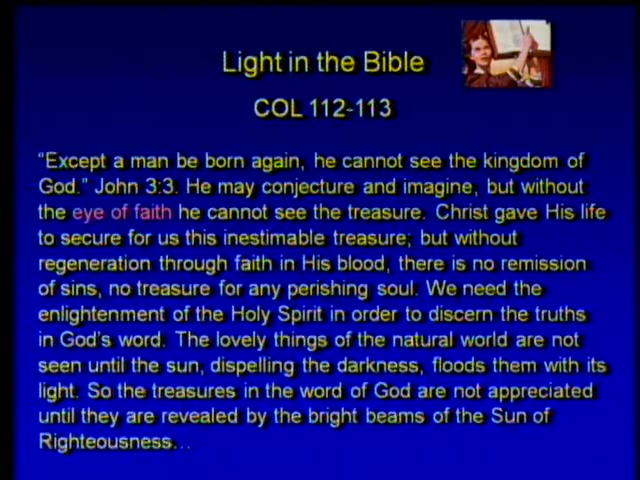 Light in the Bible
COL 112-113
“Except a man be born again, he cannot see the kingdom of
God.” John 3:3. He may conjecture and imagine, but without
the eye of faith he cannot see the treasure. Christ gave His life
to secure for us this inestimable treasure; but without
regeneration through faith in His blood, there is no remission
of sins, no treasure for any perishing soul. We need the
enlightenment of the Holy Spirit in order to discern the truths
in God’s word. The lovely things of the natural world are not
seen until the sun, dispelling the darkness, floods them with its
light. So the treasures in the word of God are not appreciated
until they are revealed by the bright beams of the Sun of
Righteousness...